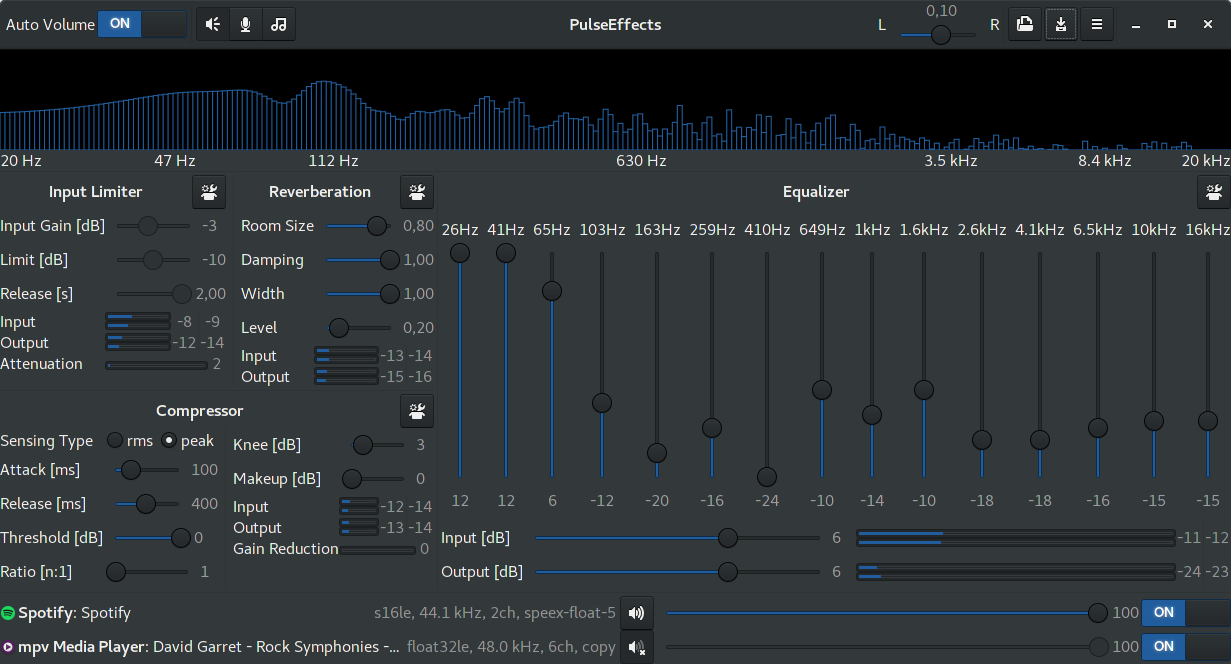 Auto Volume ON PulseEffects L 0,10 R
20 Hz 47 Hz 112 Hz 630 Hz 3.5 kHz 8.4 kHz 20 kHz
Input Limiter
Input Gain [dB] -3
Limit [dB] -10
Release [s] 2,00
Input -8 -9
Output -12 -14
Attenuation 2
Reverberation
Room Size 0,80
Damping 1,00
Width 1,00
Level 0,20
Input -13 -14
Output -15 -16
Compressor
Sensing Type rms peak
Attack [ms] 100
Release [ms] 400
Threshold [dB] 0
Ratio [n:1] 1
Knee [dB] 3
Makeup [dB] 0
Input -12 -14
Output -13 -14
Gain Reduction 0
Equalizer
26Hz 41Hz 65Hz 103Hz 163Hz 259Hz 410Hz 649Hz 1kHz 1.6kHz 2.6kHz 4.1kHz 6.5kHz 10kHz 16kHz
12 12 6 -12 -20 -16 -24 -10 -14 -10 -18 -18 -16 -15 -15
Input [dB] 6 -11 -12
Output [dB] 6 -24 -23
Spotify: Spotify s16le, 44.1 kHz, 2ch, speex-float-5 100 ON
mpv Media Player: David Garret - Rock Symphonies -... float32le, 48.0 kHz, 6ch, copy 100 ON